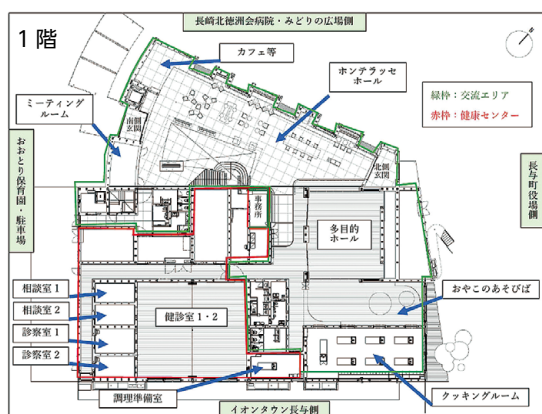 長崎北徳洲会病院・みどりの広場側
1階
カフェ等
ホンテラッセ
ホール
緑枠：交流エリア
赤枠：健康センター
ミーティング
ルーム
南側
玄関
北側
玄関
おおとり保育園・駐車場
長与町役場側
事務所
多目的
ホール
おやこのあそびば
相談室1
相談室2
診察室1
診察室2
健診室1・2
調理準備室
クッキングルーム
イオンタウン長与側